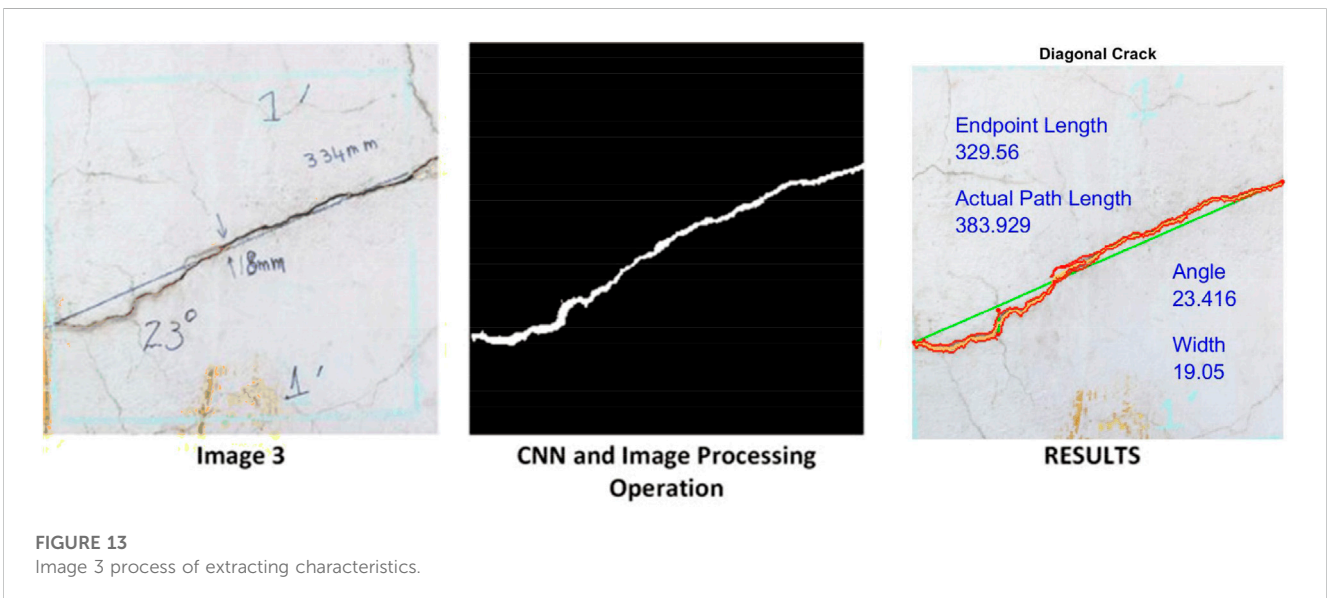 1'
334mm
18mm
23°
1'
Image 3
CNN and Image Processing
Operation
Diagonal Crack
1'
Endpoint Length
329.56
Actual Path Length
383.929
Angle
23.416
Width
19.05
1'
RESULTS
FIGURE 13
Image 3 process of extracting characteristics.